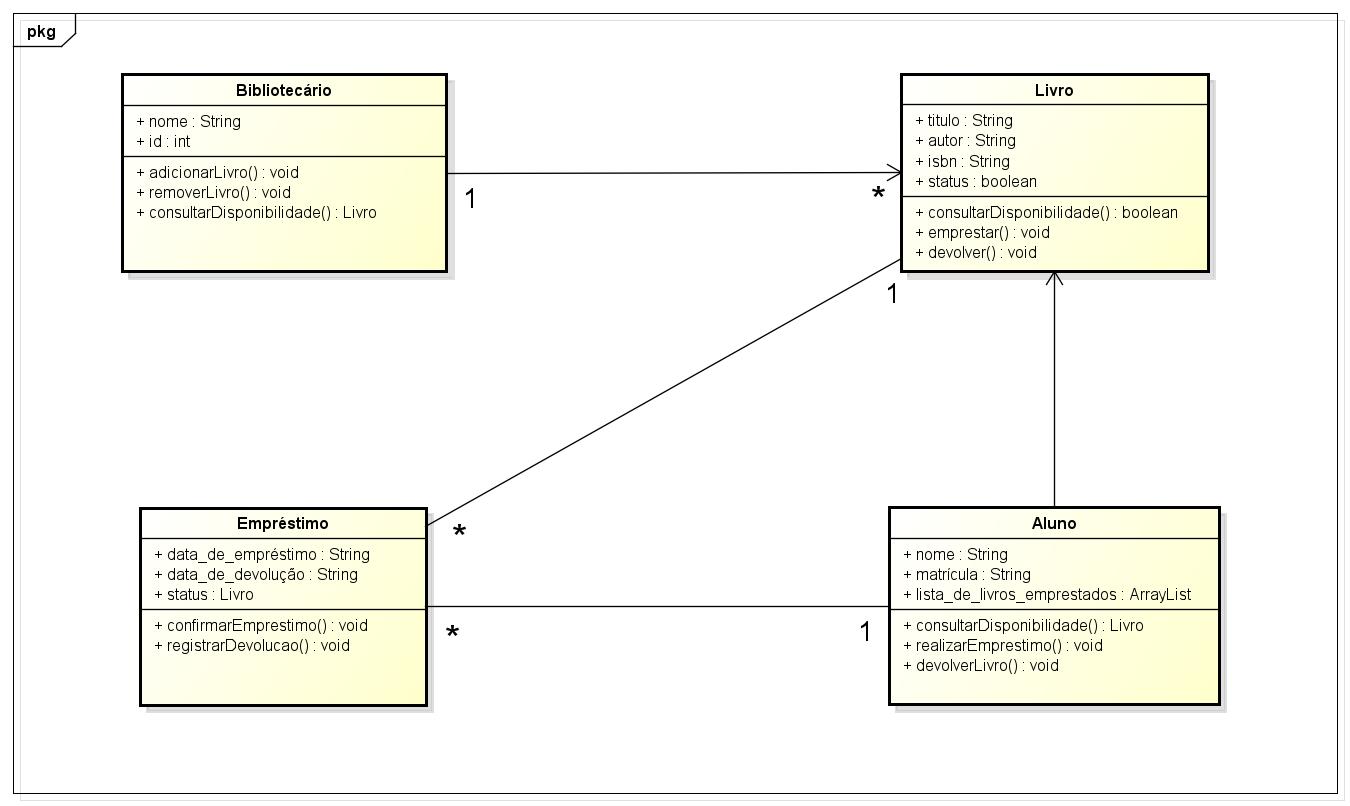 pkg
Bibliotecário
+ nome : String
+ id : int
+ adicionarLivro() : void
+ removerLivro() : void
+ consultarDisponibilidade() : Livro
Livro
+ titulo : String
+ autor : String
+ isbn : String
+ status : boolean
+ consultarDisponibilidade() : boolean
+ emprestar() : void
+ devolver() : void
1
*
1
*
Empréstimo
+ data_de_empréstimo : String
+ data_de_devolução : String
+ status : Livro
+ confirmarEmprestimo() : void
+ registrarDevolucao() : void
*
1
Aluno
+ nome : String
+ matrícula : String
+ lista_de_livros_emprestados : ArrayList
+ consultarDisponibilidade() : Livro
+ realizarEmprestimo() : void
+ devolverLivro() : void